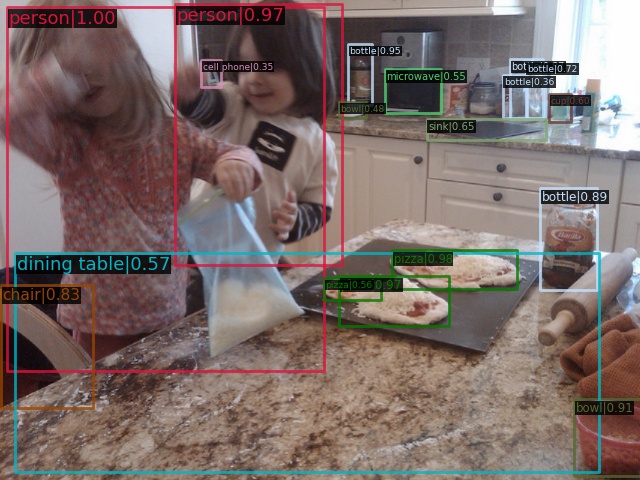 person|1.00
person|0.97
cell phone|0.35
bottle|0.95
microwave|0.55
bowl|0.48
bottle|0.72
bottle|0.36
cup|0.60
sink|0.65
bottle|0.89
Barilla
dining table|0.57
pizza|0.98
pizza|0.56
0.97
chair|0.83
bowl|0.91